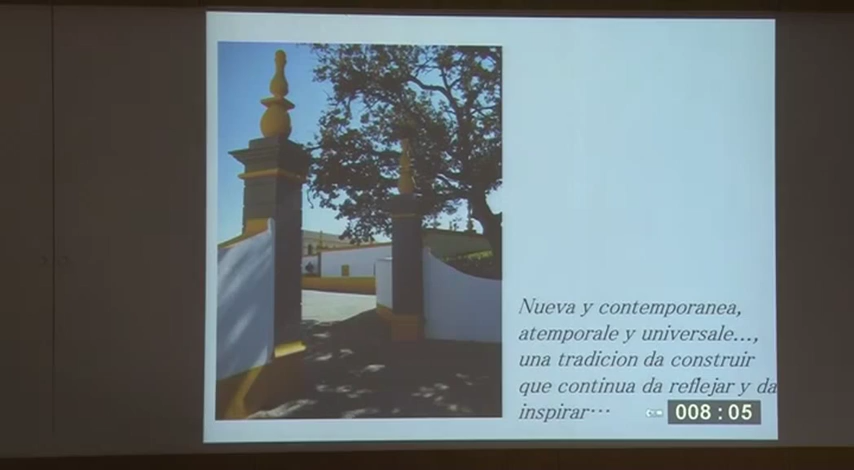 Nueva y contemporanea,
atemporale y universale...,
una tradicion da construir
que continua da reflejar y da
inspirar...
008:05